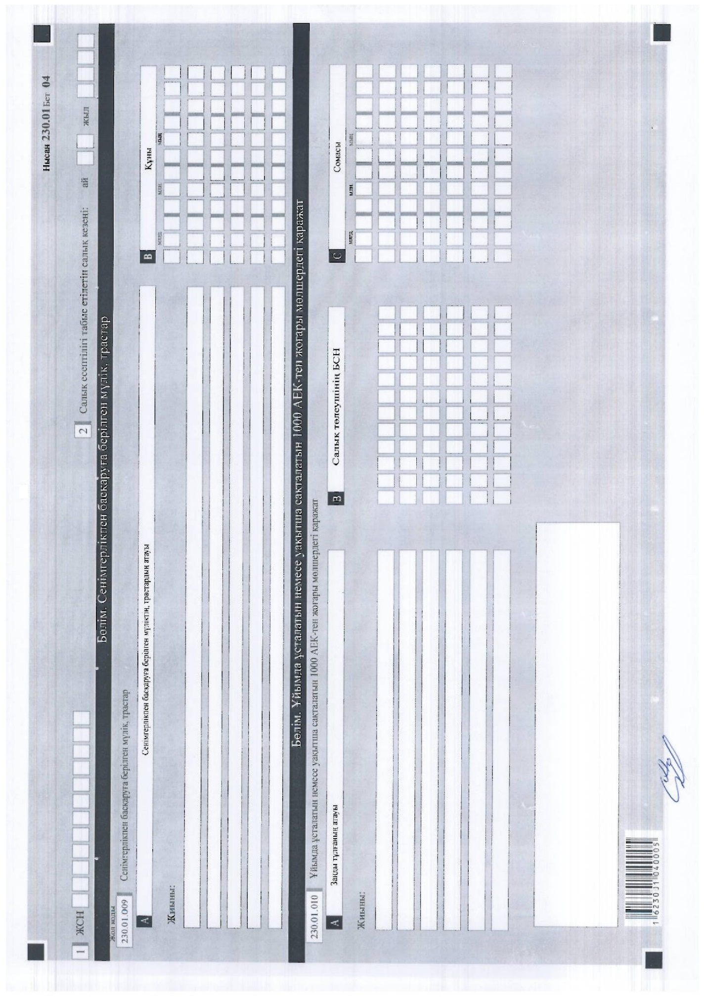 Нысан 230.01 Бет 04
1 ЖСН 2 Салық есептілігі табыс етілетін салық кезеңі: ай жыл
Бөлім. Сенімгерлікпен басқаруға берілген мүлік, трастар
Жол коды
230.01.009 Сенімгерлікпен басқаруға берілген мүлік, трастар
A Сенімгерлікпен басқаруға берілген мүліктің, трастардың атауы B Құны
млрд. млн. мың
Жиыны:
Бөлім. Ұйымда ұсталатын немесе уақытша сақталатын 1000 АЕК-тен жоғары мөлшердегі қаражат
230.01.010 Ұйымда ұсталатын немесе уақытша сақталатын 1000 АЕК-тен жоғары мөлшердегі қаражат
A Заңды тұлғаның атауы B Салық төлеушінің БСН C Сомасы
млрд. млн. мың
Жиыны:
1 623011 040005